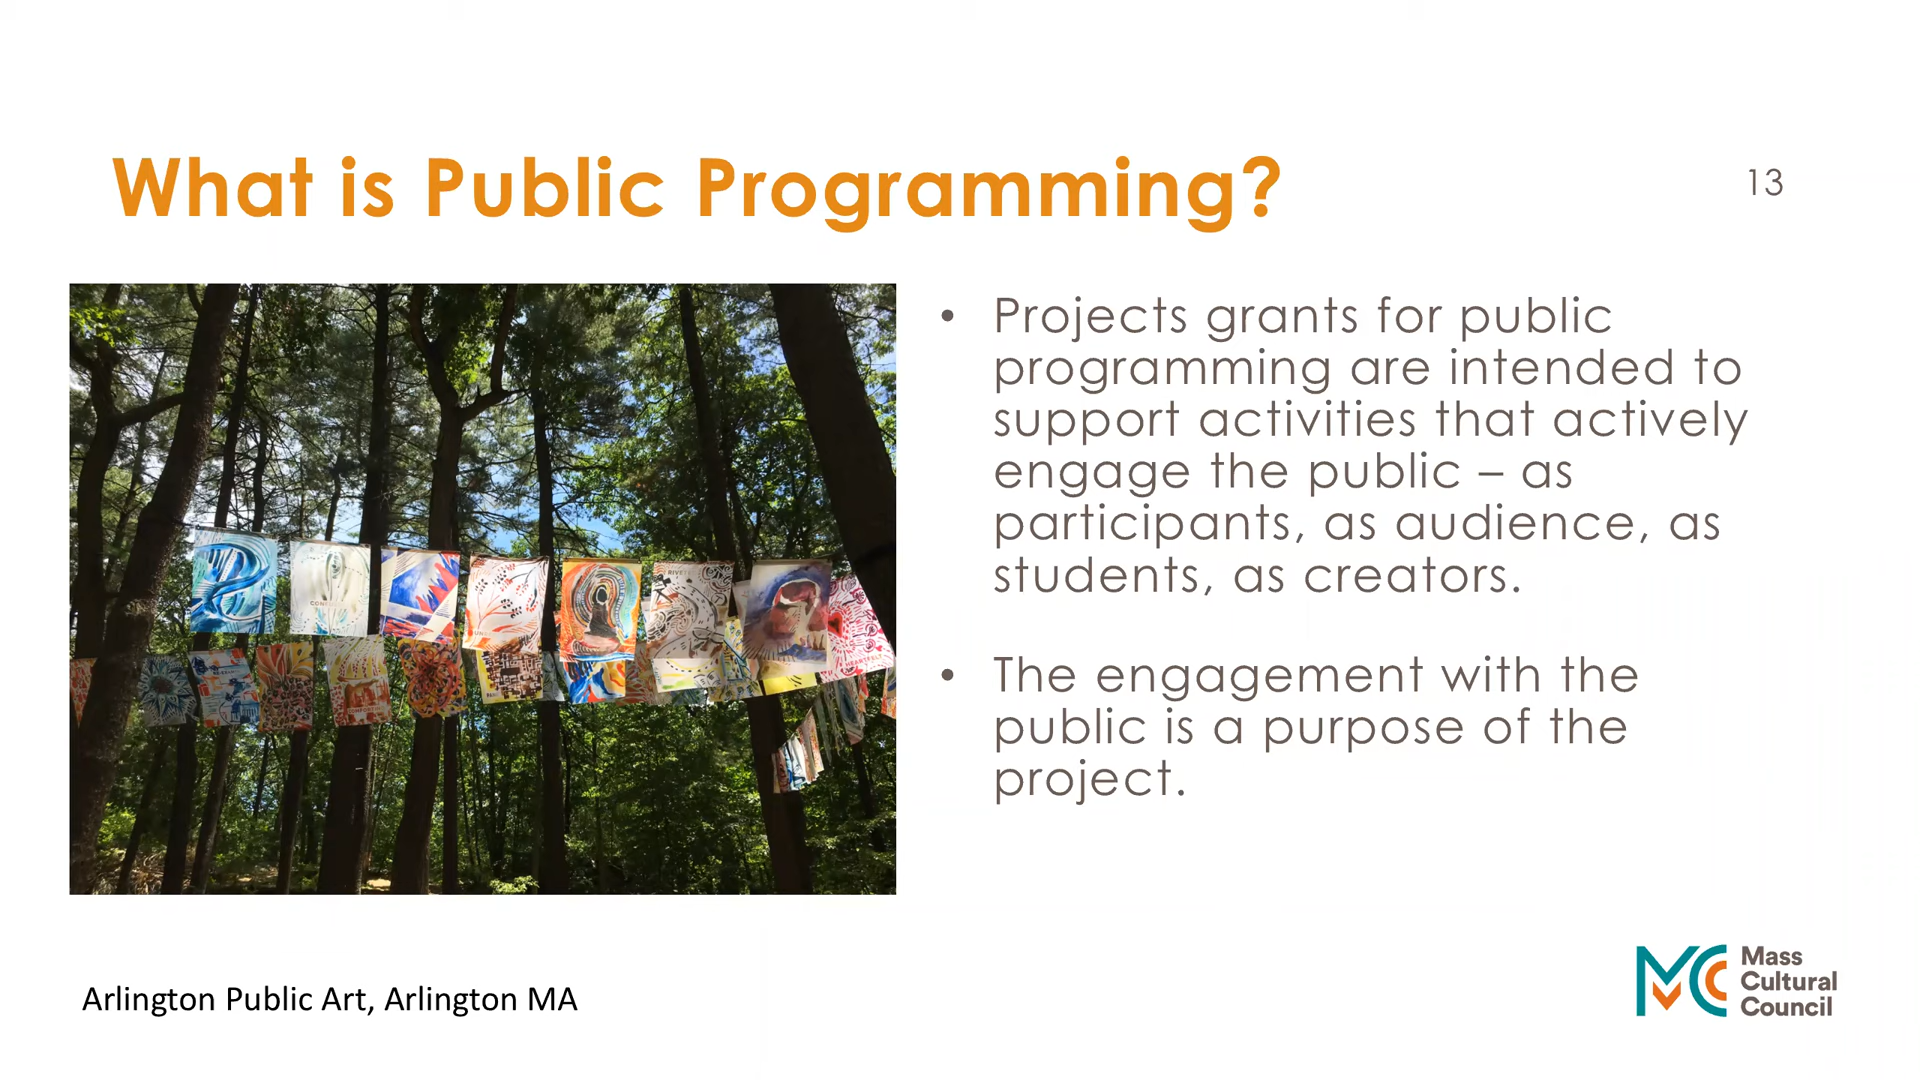 What is Public Programming?
13
• Projects grants for public
programming are intended to
support activities that actively
engage the public – as
participants, as audience, as
students, as creators.
• The engagement with the
public is a purpose of the
project.
Arlington Public Art, Arlington MA
Mass
Cultural
Council